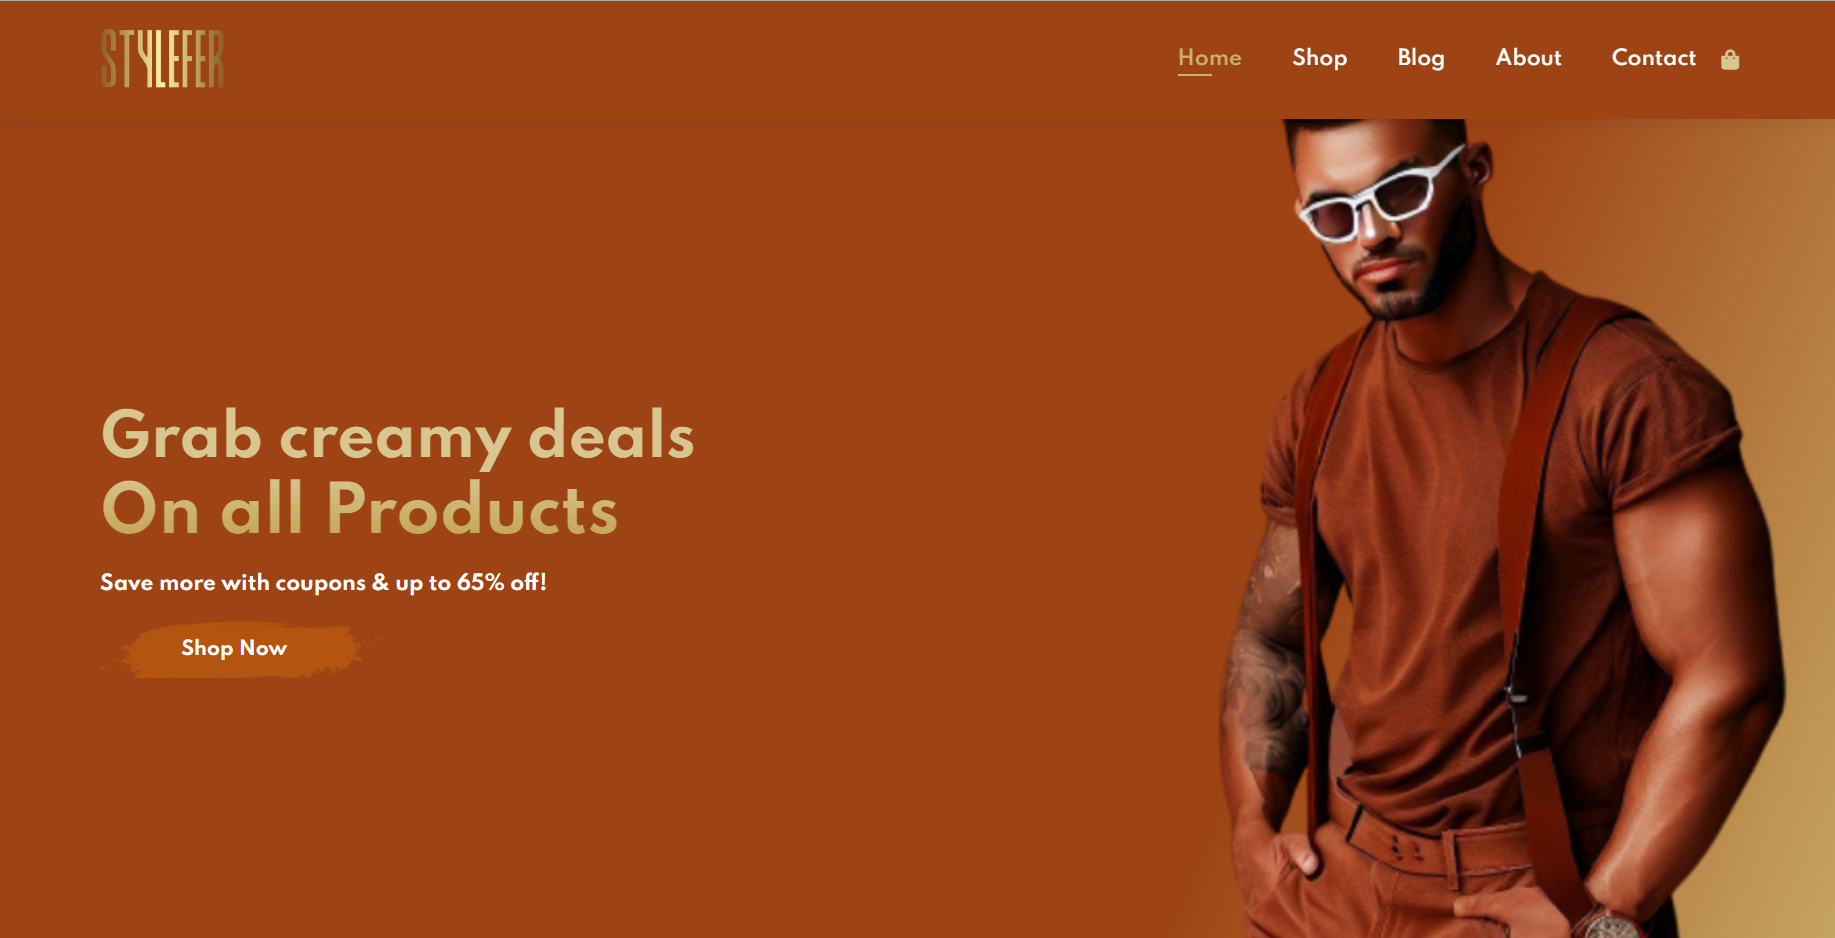 STYLEFER
Home Shop Blog About Contact
Grab creamy deals
On all Products
Save more with coupons & up to 65% off!
Shop Now